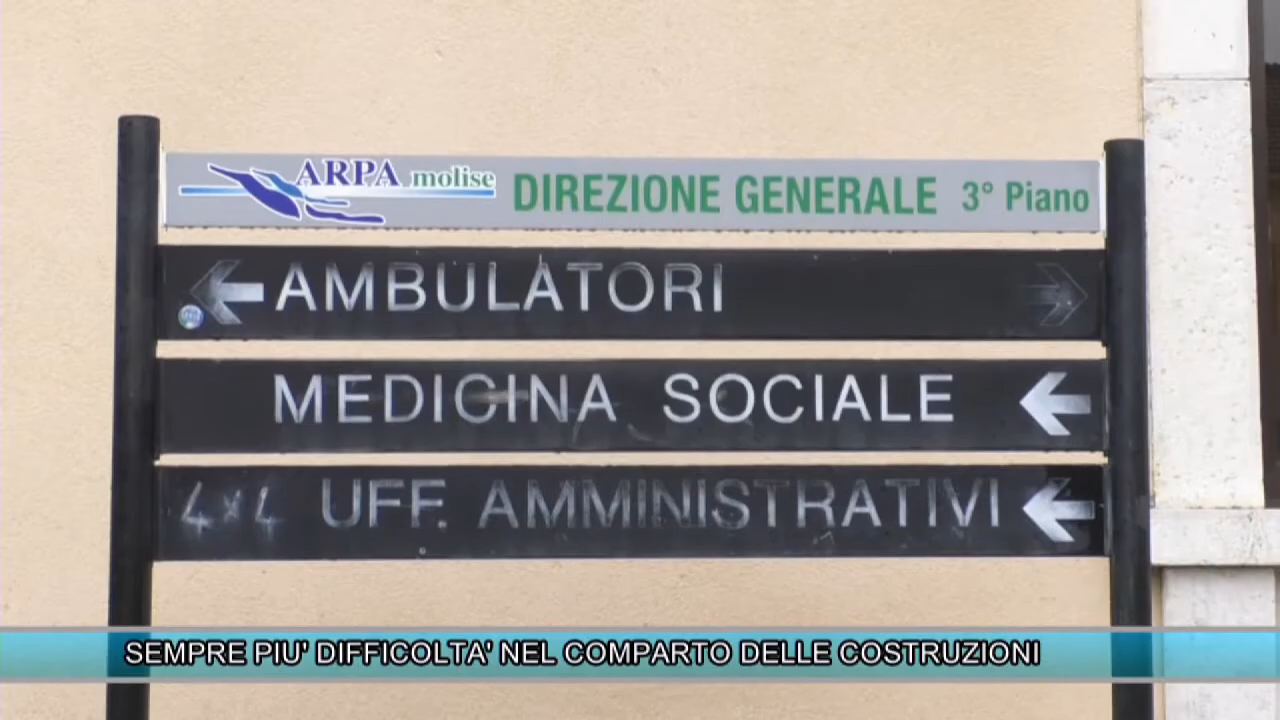 ARPA molise DIREZIONE GENERALE 3° Piano
AMBULATORI
MEDICINA SOCIALE
4x4 UFF. AMMINISTRATIVI
SEMPRE PIU' DIFFICOLTA' NEL COMPARTO DELLE COSTRUZIONI